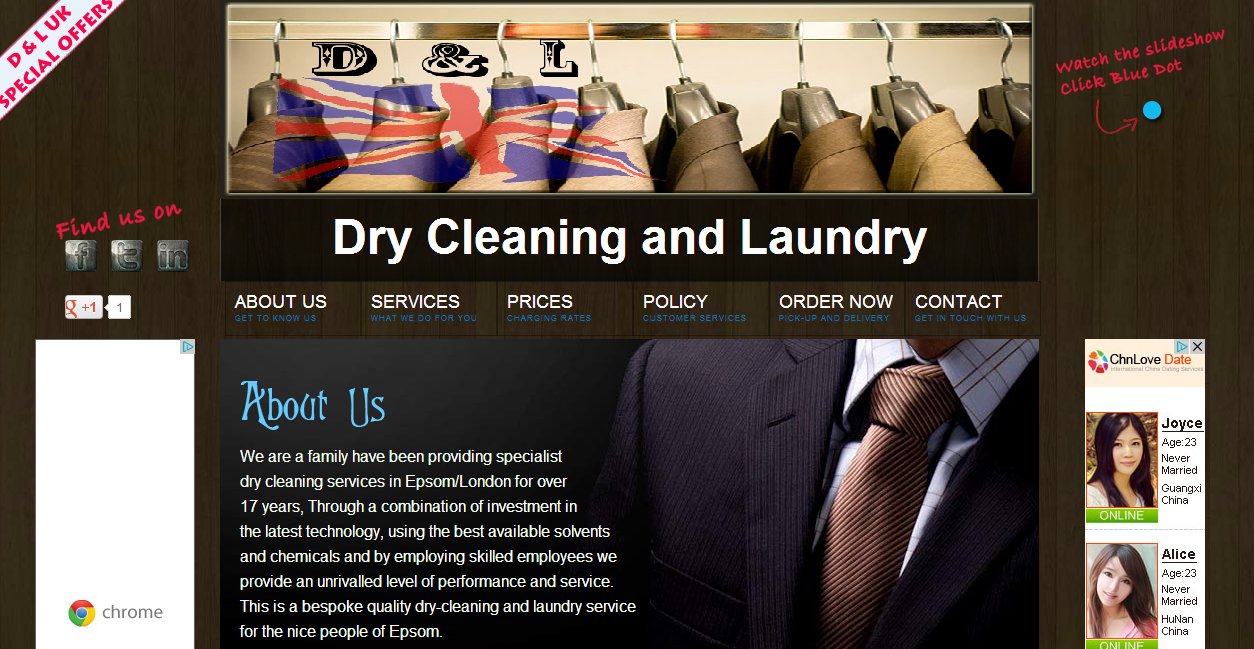 D & L UK
SPECIAL OFFERS
D & L
Watch the slideshow
Click Blue Dot
Find us on
f t in
g +1 1
Dry Cleaning and Laundry
ABOUT US
GET TO KNOW US
SERVICES
WHAT WE DO FOR YOU
PRICES
CHARGING RATES
POLICY
CUSTOMER SERVICES
ORDER NOW
PICK-UP AND DELIVERY
CONTACT
GET IN TOUCH WITH US
About Us
We are a family have been providing specialist
dry cleaning services in Epsom/London for over
17 years, Through a combination of investment in
the latest technology, using the best available solvents
and chemicals and by employing skilled employees we
provide an unrivalled level of performance and service.
This is a bespoke quality dry-cleaning and laundry service
for the nice people of Epsom.
chrome
ChnLove Date
International China Dating Services
Joyce
Age:23
Never
Married
Guangxi
China
ONLINE
Alice
Age:23
Never
Married
HuNan
China
ONLINE